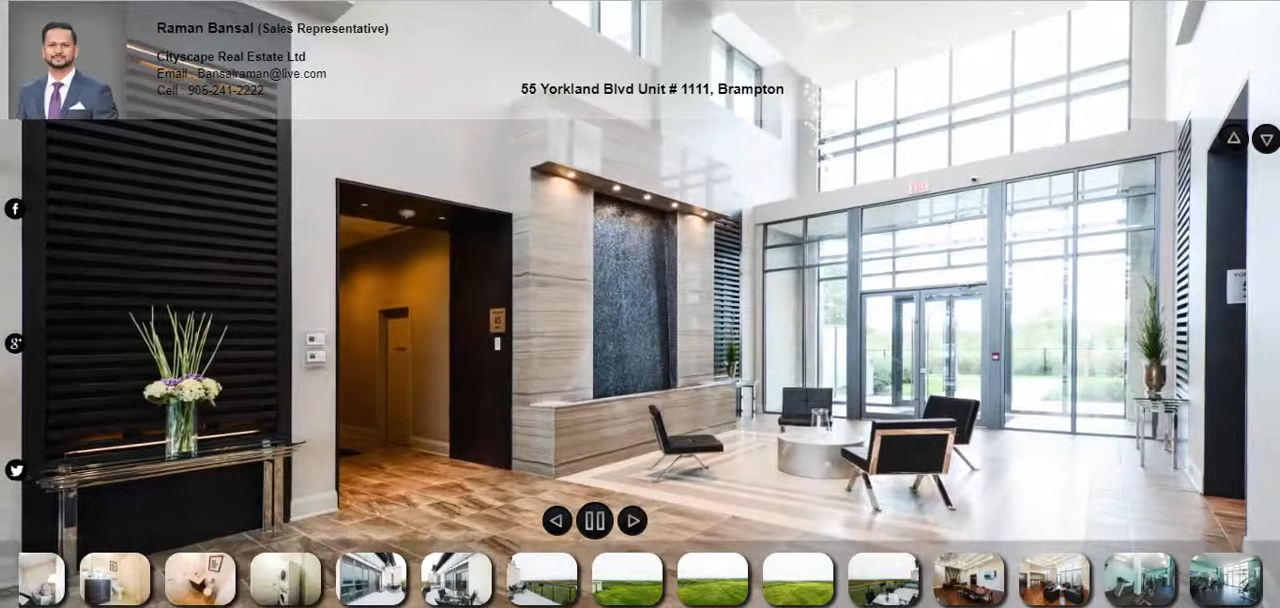 Raman Bansal (Sales Representative)
Cityscape Real Estate Ltd
Email : Bansalraman@live.com
Cell : 905-241-2222
55 Yorkland Blvd Unit # 1111, Brampton